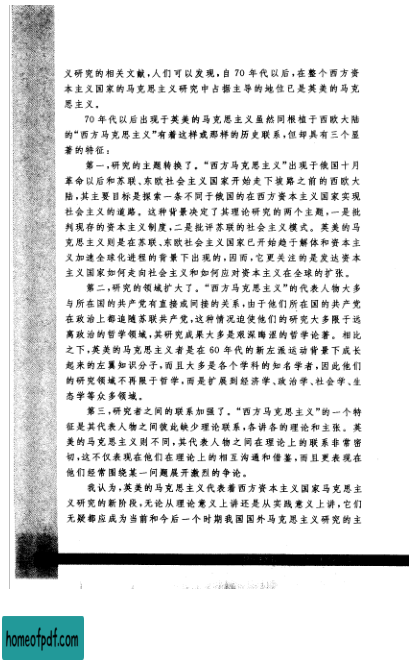 义研究的相关文献,人们可以发现,自70年代以后,在整个西方资
本主义国家的马克思主义研究中占据主导的地位已是英美的马克
思主义。
70年代以后出现于英美的马克思主义虽然同根植于西欧大陆
的“西方马克思主义”有着这样或那样的历史联系,但却具有三个显
著的特征:
第一,研究的主题转换了。“西方马克思主义”出现于俄国十月
革命以后和苏联、东欧社会主义国家开始走下坡路之前的西欧大
陆,其主要目标是探索一条不同于俄国的在西方资本主义国家实现
社会主义的道路。这种背景决定了其理论研究的两个主题,一是批
判现存的资本主义制度,二是批评苏联的社会主义模式。英美的马
克思主义则是在苏联、东欧社会主义国家已开始趋于解体和资本主
义加速全球化进程的背景下出现的,因而,它更关注的是发达资本
主义国家如何走向社会主义和如何应对资本主义在全球的扩张。
第二,研究的领域扩大了。“西方马克思主义”的代表人物大多
与所在国的共产党有直接或间接的关系,由于他们所在国的共产党
在政治上都追随苏联共产党,这种情况迫使他们的研究大多限于远
离政治的哲学领域,其研究成果大多是艰深晦涩的哲学论著。相比
之下,英美的马克思主义者是在60年代的新左派运动背景下成长
起来的左翼知识分子,而且大多是各个学科的知名学者,因此他们
的研究领域不再限于哲学,而是扩展到经济学、政治学、社会学、生
态学等众多领域。
第三,研究者之间的联系加强了。“西方马克思主义”的一个特
征是其代表人物之间彼此缺少理论联系,各讲各的理论和主张。英
美的马克思主义则不同,其代表人物之间在理论上的联系非常密
切,这不仅表现在他们在理论上的相互沟通和借鉴,而且更表现在
他们经常围绕某一问题展开激烈的争论。
我认为,英美的马克思主义代表着西方资本主义国家马克思主
义研究的新阶段,无论从理论意义上讲还是从实践意义上讲,它们
无疑都应成为当前和今后一个时期我国国外马克思主义研究的主
homeofpdf.com